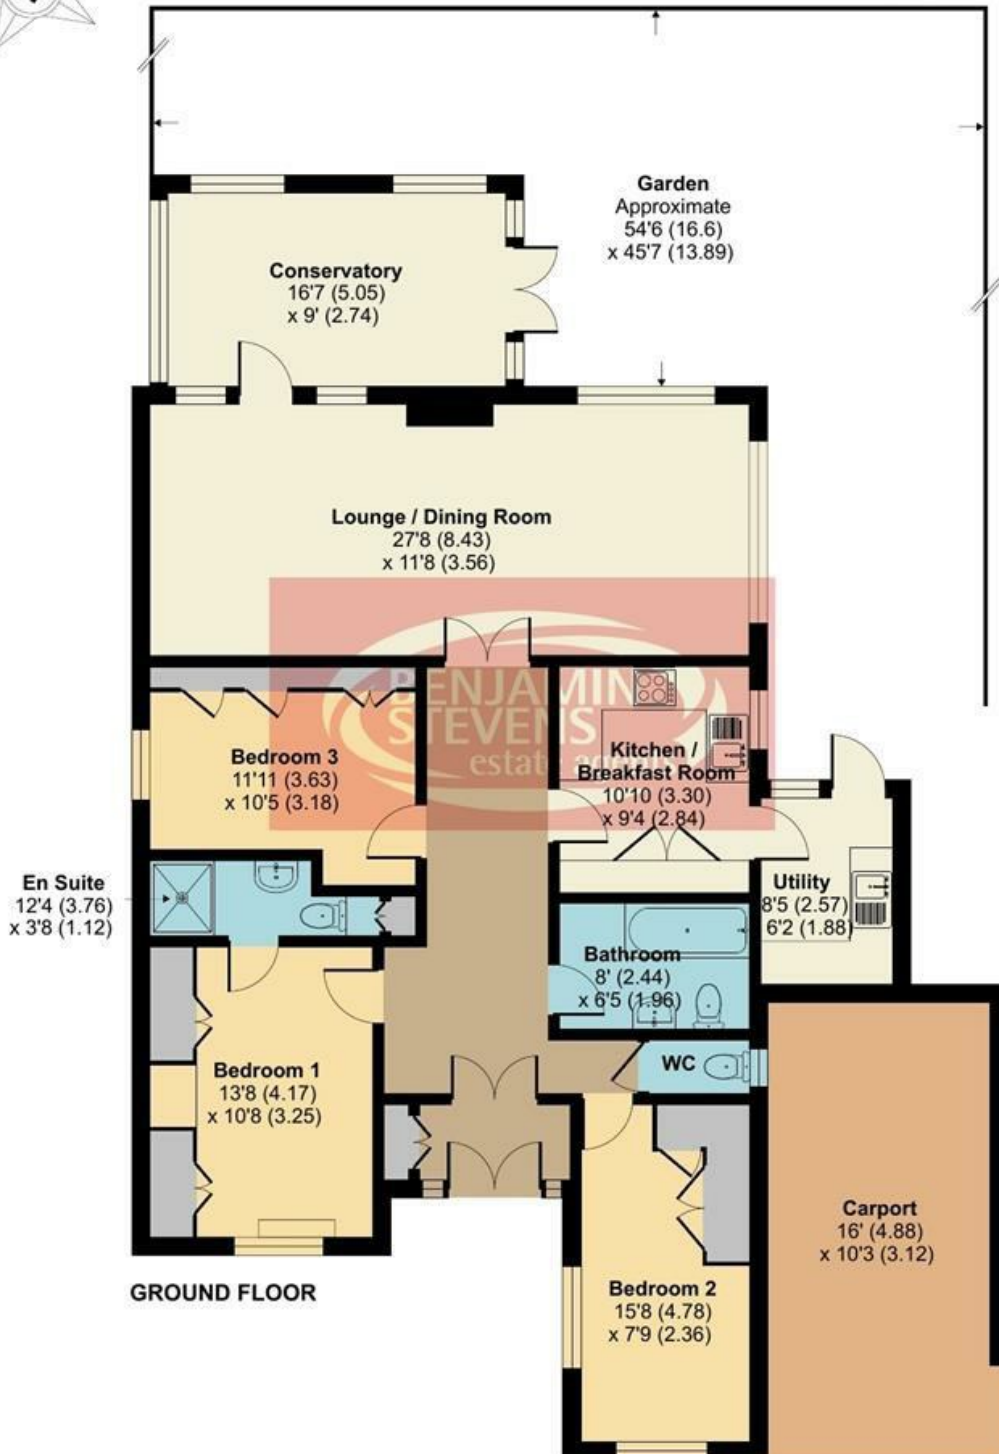 Garden
Approximate
54'6 (16.6)
x 45'7 (13.89)
Conservatory
16'7 (5.05)
x 9' (2.74)
Lounge / Dining Room
27'8 (8.43)
x 11'8 (3.56)
BENJAMIN
STEVENS
estate agents
Bedroom 3
11'11 (3.63)
x 10'5 (3.18)
Kitchen /
Breakfast Room
10'10 (3.30)
x 9'4 (2.84)
En Suite
12'4 (3.76)
x 3'8 (1.12)
Utility
8'5 (2.57)
6'2 (1.88)
Bathroom
8' (2.44)
x 6'5 (1.96)
WC
Bedroom 1
13'8 (4.17)
x 10'8 (3.25)
Carport
16' (4.88)
x 10'3 (3.12)
GROUND FLOOR
Bedroom 2
15'8 (4.78)
x 7'9 (2.36)